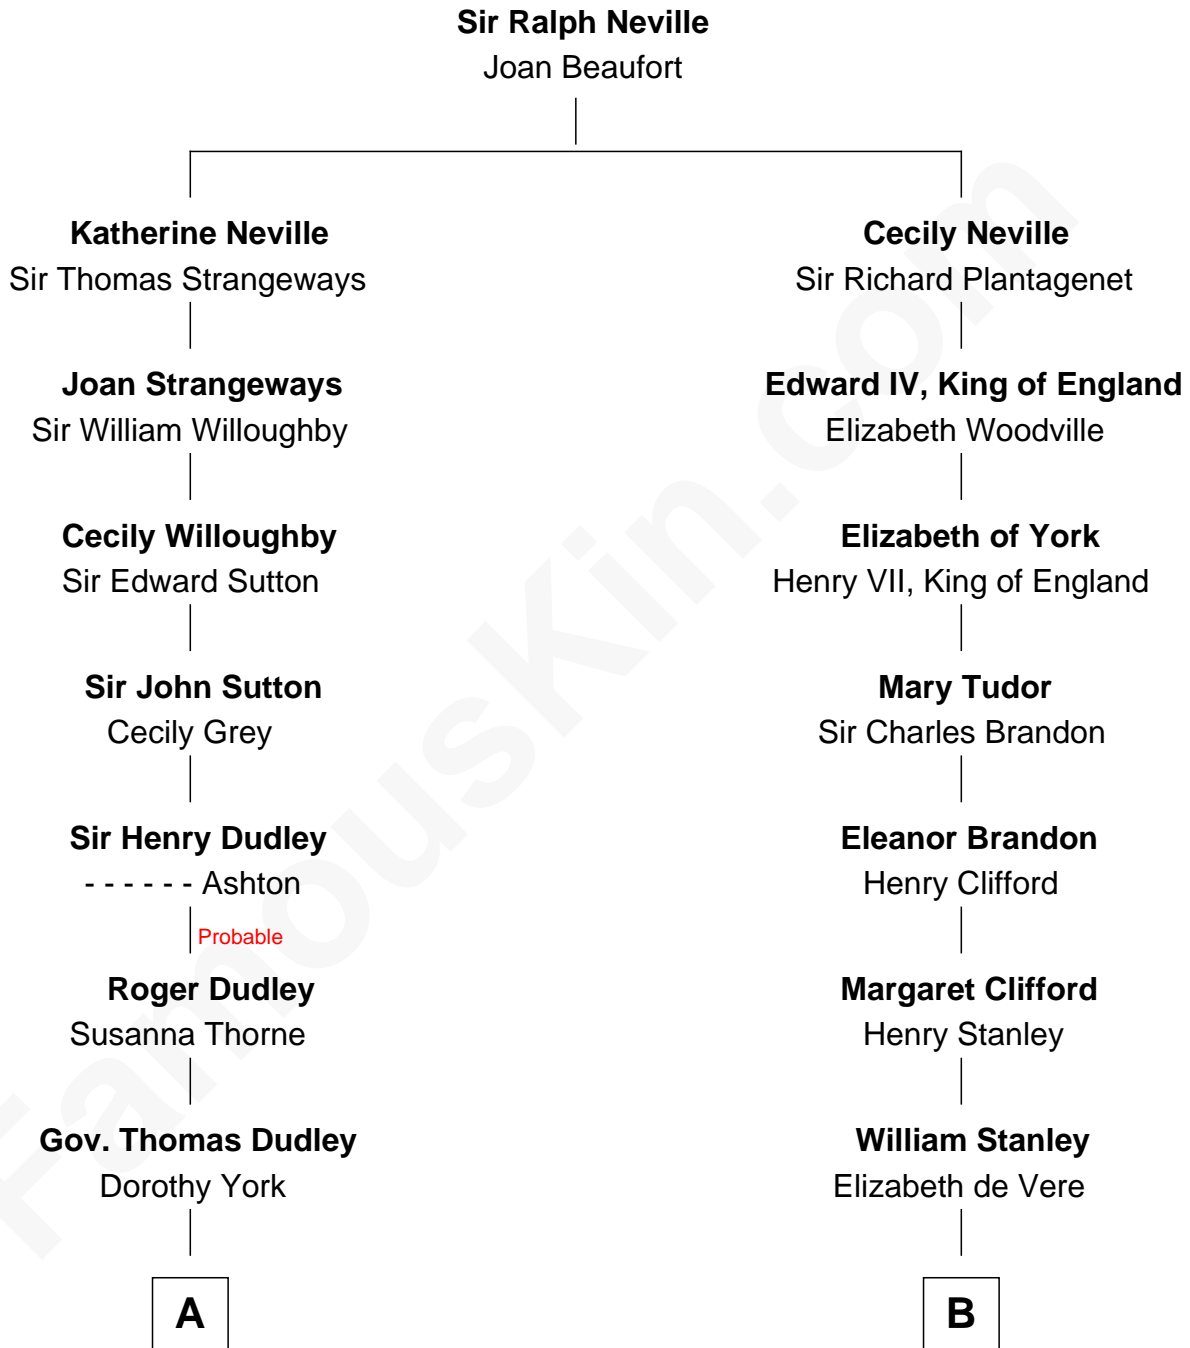 Sir Ralph Neville
Joan Beaufort
Katherine Neville
Sir Thomas Strangeways
Cecily Neville
Sir Richard Plantagenet
Joan Strangeways
Sir William Willoughby
Edward IV, King of England
Elizabeth Woodville
Cecily Willoughby
Sir Edward Sutton
Elizabeth of York
Henry VII, King of England
Sir John Sutton
Cecily Grey
Mary Tudor
Sir Charles Brandon
Sir Henry Dudley
- - - - - - Ashton
Eleanor Brandon
Henry Clifford
Probable
Roger Dudley
Susanna Thorne
Margaret Clifford
Henry Stanley
Gov. Thomas Dudley
Dorothy York
William Stanley
Elizabeth de Vere
A
B
FamousKin.com